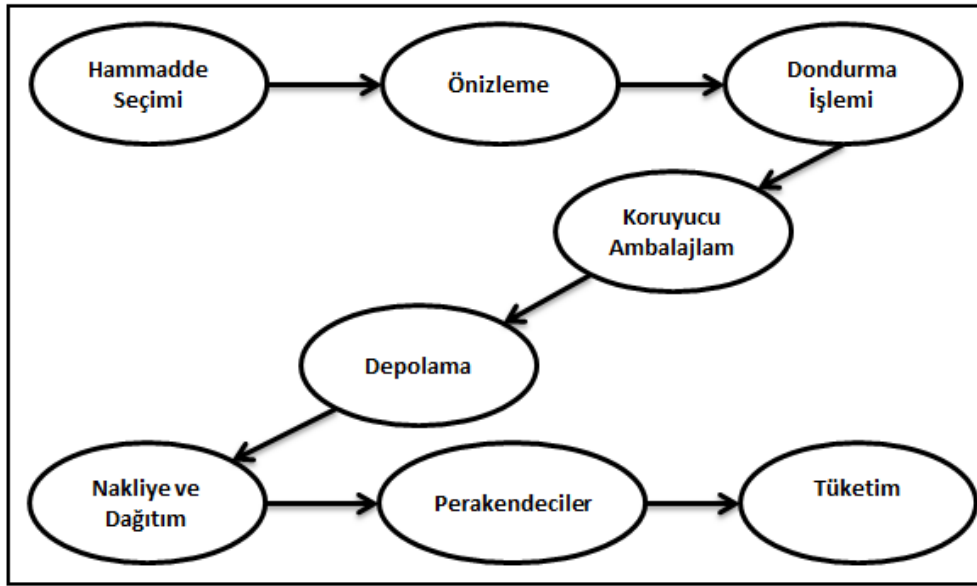 Hammadde
Seçimi
Önizleme
Dondurma
İşlemi
Koruyucu
Ambalajlam
Depolama
Nakliye ve
Dağıtım
Perakendeciler
Tüketim